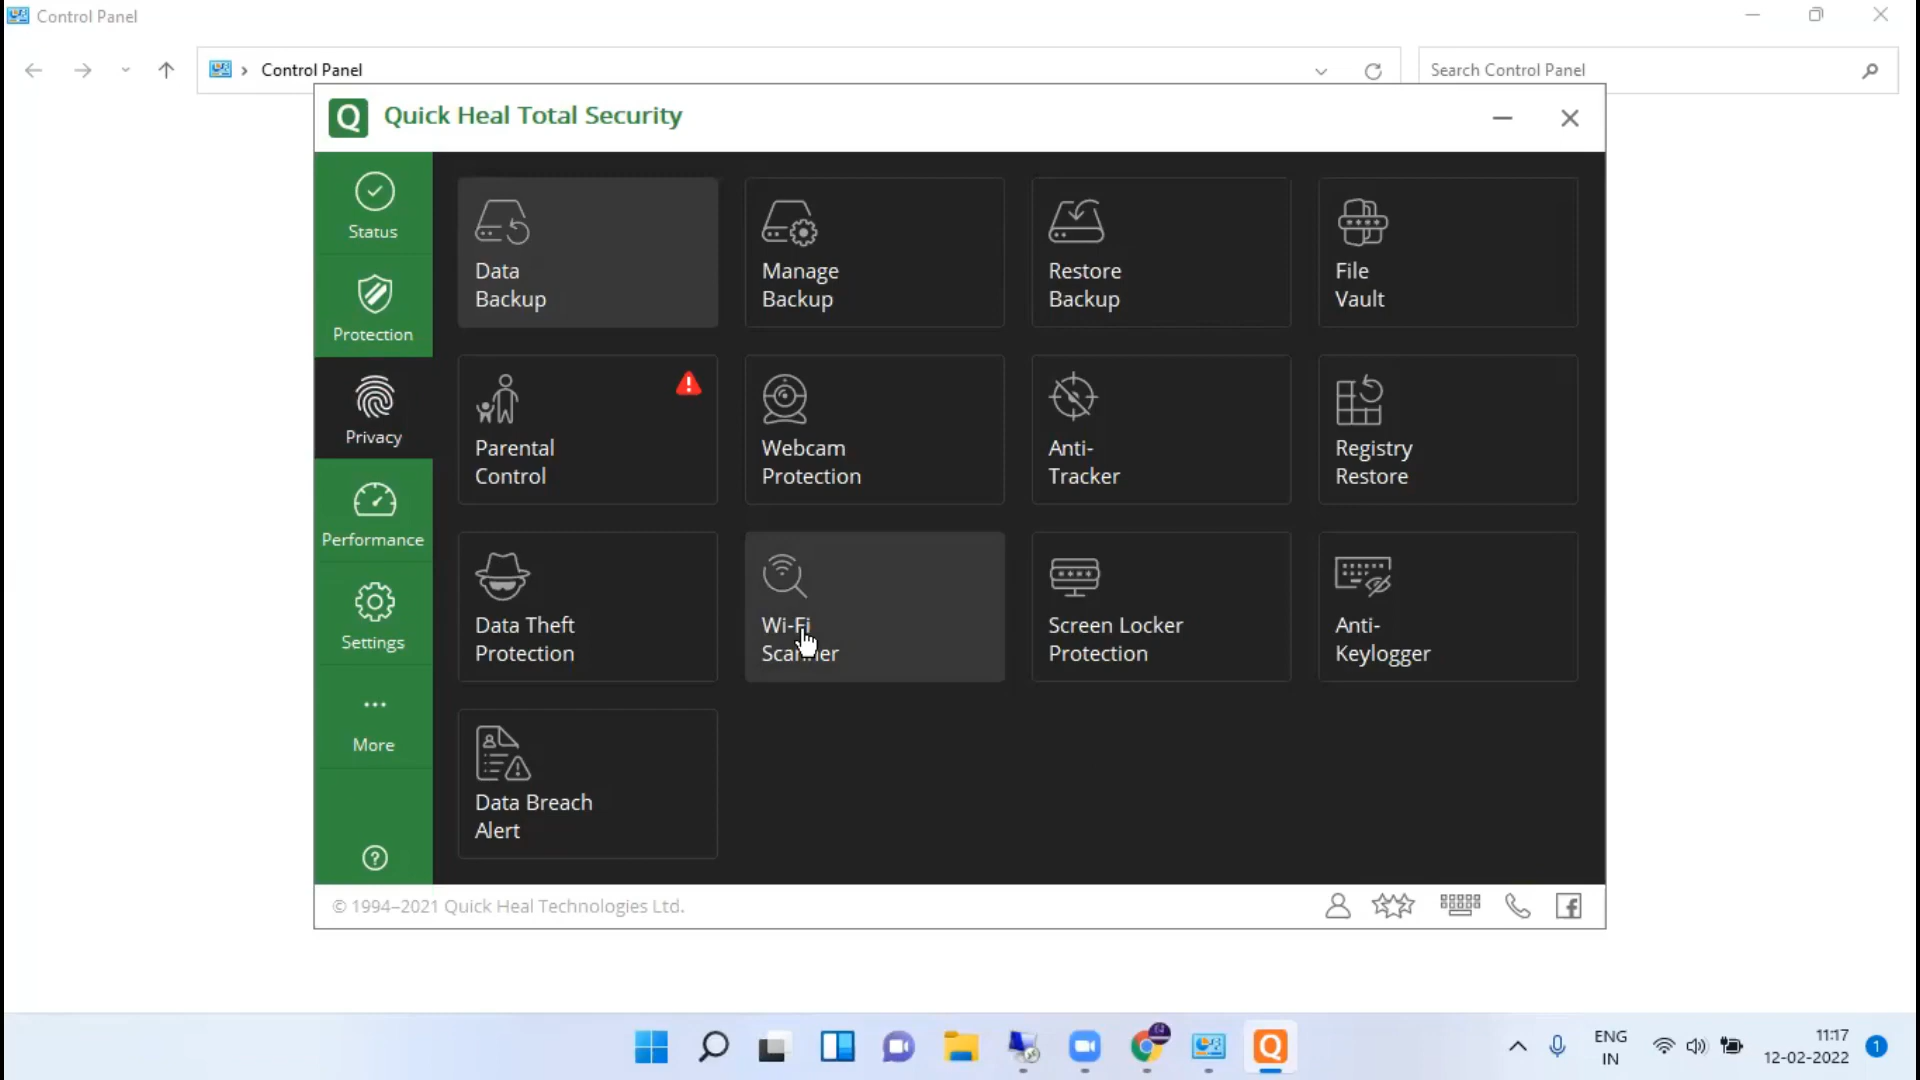 Control Panel
Control Panel
Search Control Panel
Q Quick Heal Total Security
Status
Protection
Privacy
Performance
Settings
More
?
Data
Backup
Manage
Backup
Restore
Backup
File
Vault
Parental
Control
Webcam
Protection
Anti-
Tracker
Registry
Restore
Data Theft
Protection
Wi-Fi
Scanner
Screen Locker
Protection
Anti-
Keylogger
Data Breach
Alert
© 1994–2021 Quick Heal Technologies Ltd.
ENG
IN
11:17
12-02-2022
1